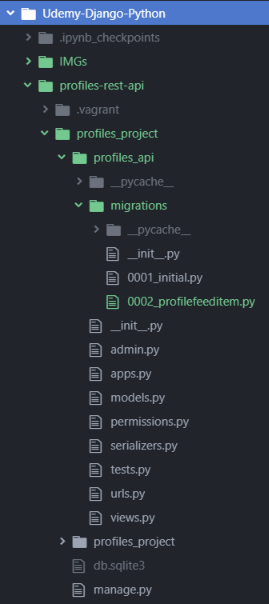 Udemy-Django-Python
.ipynb_checkpoints
IMGs
profiles-rest-api
.vagrant
profiles_project
profiles_api
__pycache__
migrations
__pycache__
__init__.py
0001_initial.py
0002_profilefeeditem.py
__init__.py
admin.py
apps.py
models.py
permissions.py
serializers.py
tests.py
urls.py
views.py
profiles_project
db.sqlite3
manage.py